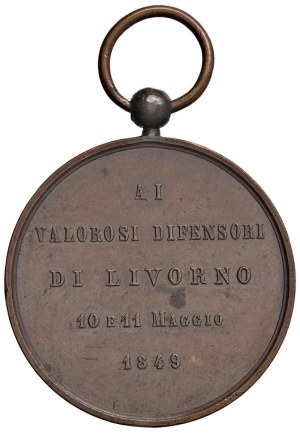 AI
VALOROSI DIFENSORI
DI LIVORNO
10 E 11 MAGGIO
1849